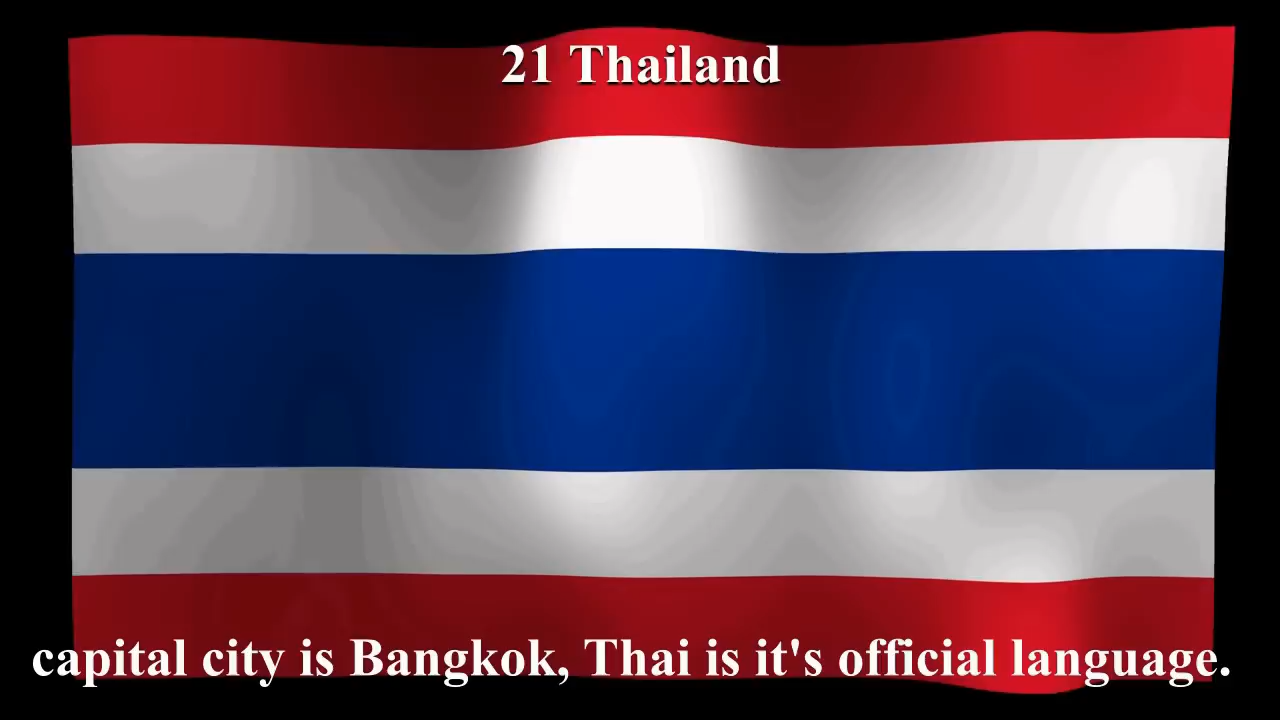 21 Thailand
capital city is Bangkok, Thai is it's official language.